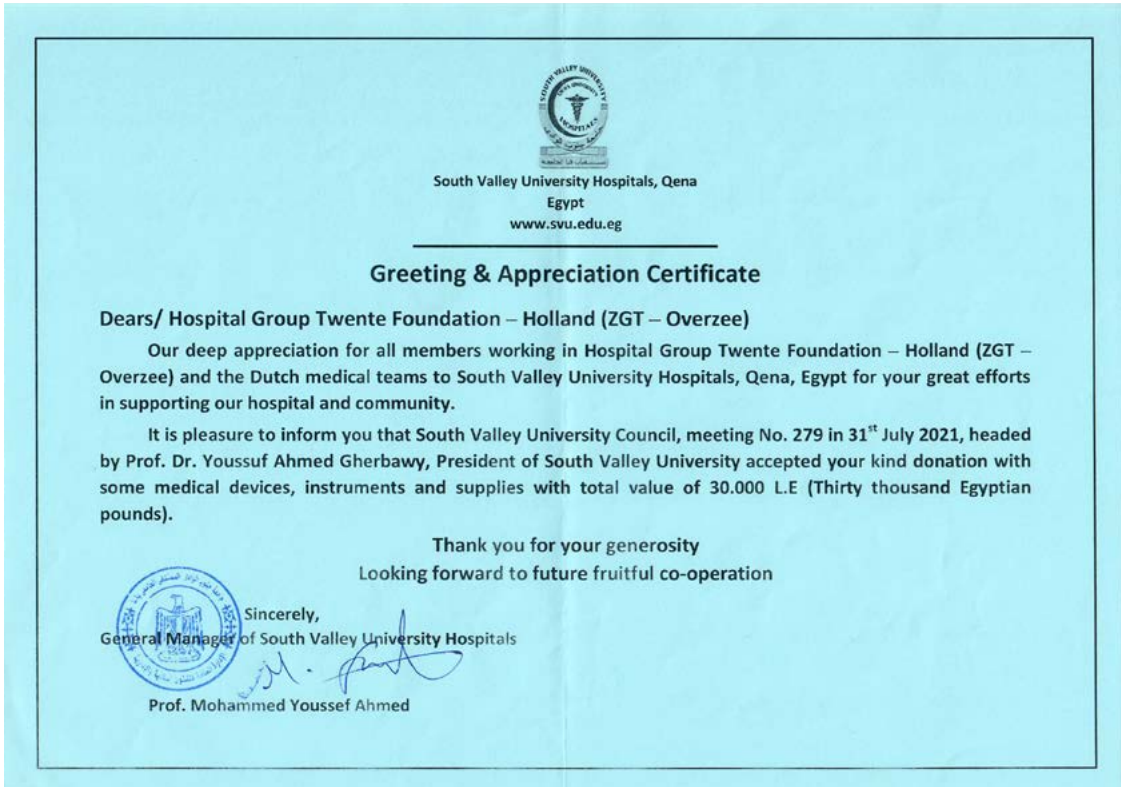 SOUTH VALLEY UNIVERSITY
QENA UNIVERSITY
HOSPITALS
South Valley University Hospitals, Qena
Egypt
www.svu.edu.eg
Greeting & Appreciation Certificate
Dears/ Hospital Group Twente Foundation – Holland (ZGT – Overzee)
Our deep appreciation for all members working in Hospital Group Twente Foundation – Holland (ZGT –
Overzee) and the Dutch medical teams to South Valley University Hospitals, Qena, Egypt for your great efforts
in supporting our hospital and community.
It is pleasure to inform you that South Valley University Council, meeting No. 279 in 31st July 2021, headed
by Prof. Dr. Youssuf Ahmed Gherbawy, President of South Valley University accepted your kind donation with
some medical devices, instruments and supplies with total value of 30.000 L.E (Thirty thousand Egyptian
pounds).
Thank you for your generosity
Looking forward to future fruitful co-operation
Sincerely,
General Manager of South Valley University Hospitals
Prof. Mohammed Youssef Ahmed